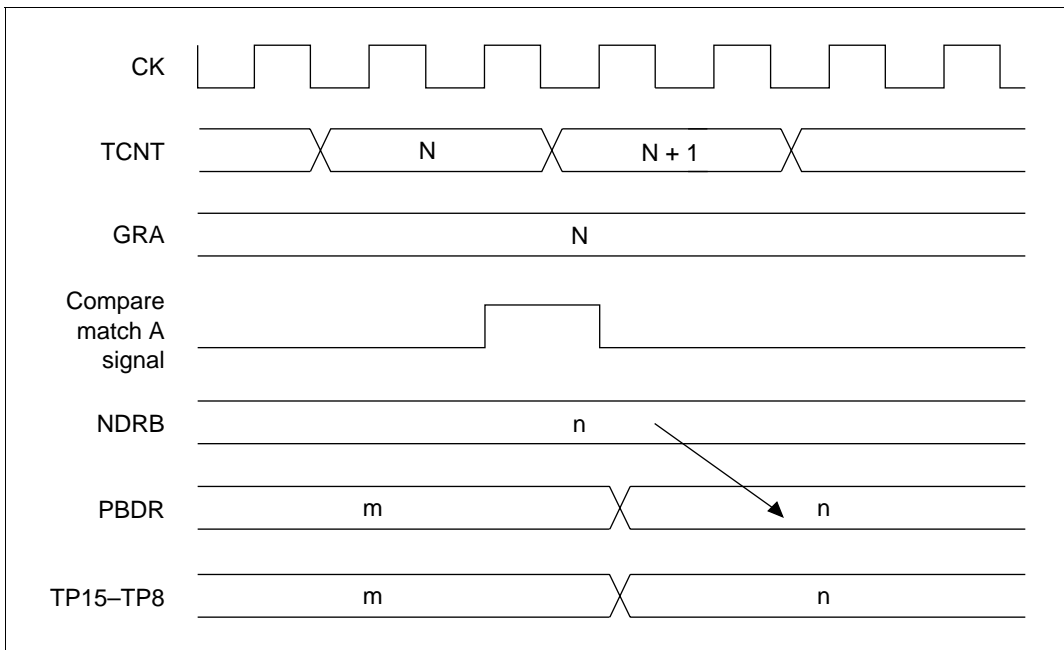 CK
TCNT
N
N + 1
GRA
N
Compare
match A
signal
NDRB
n
PBDR
m
n
TP15–TP8
m
n